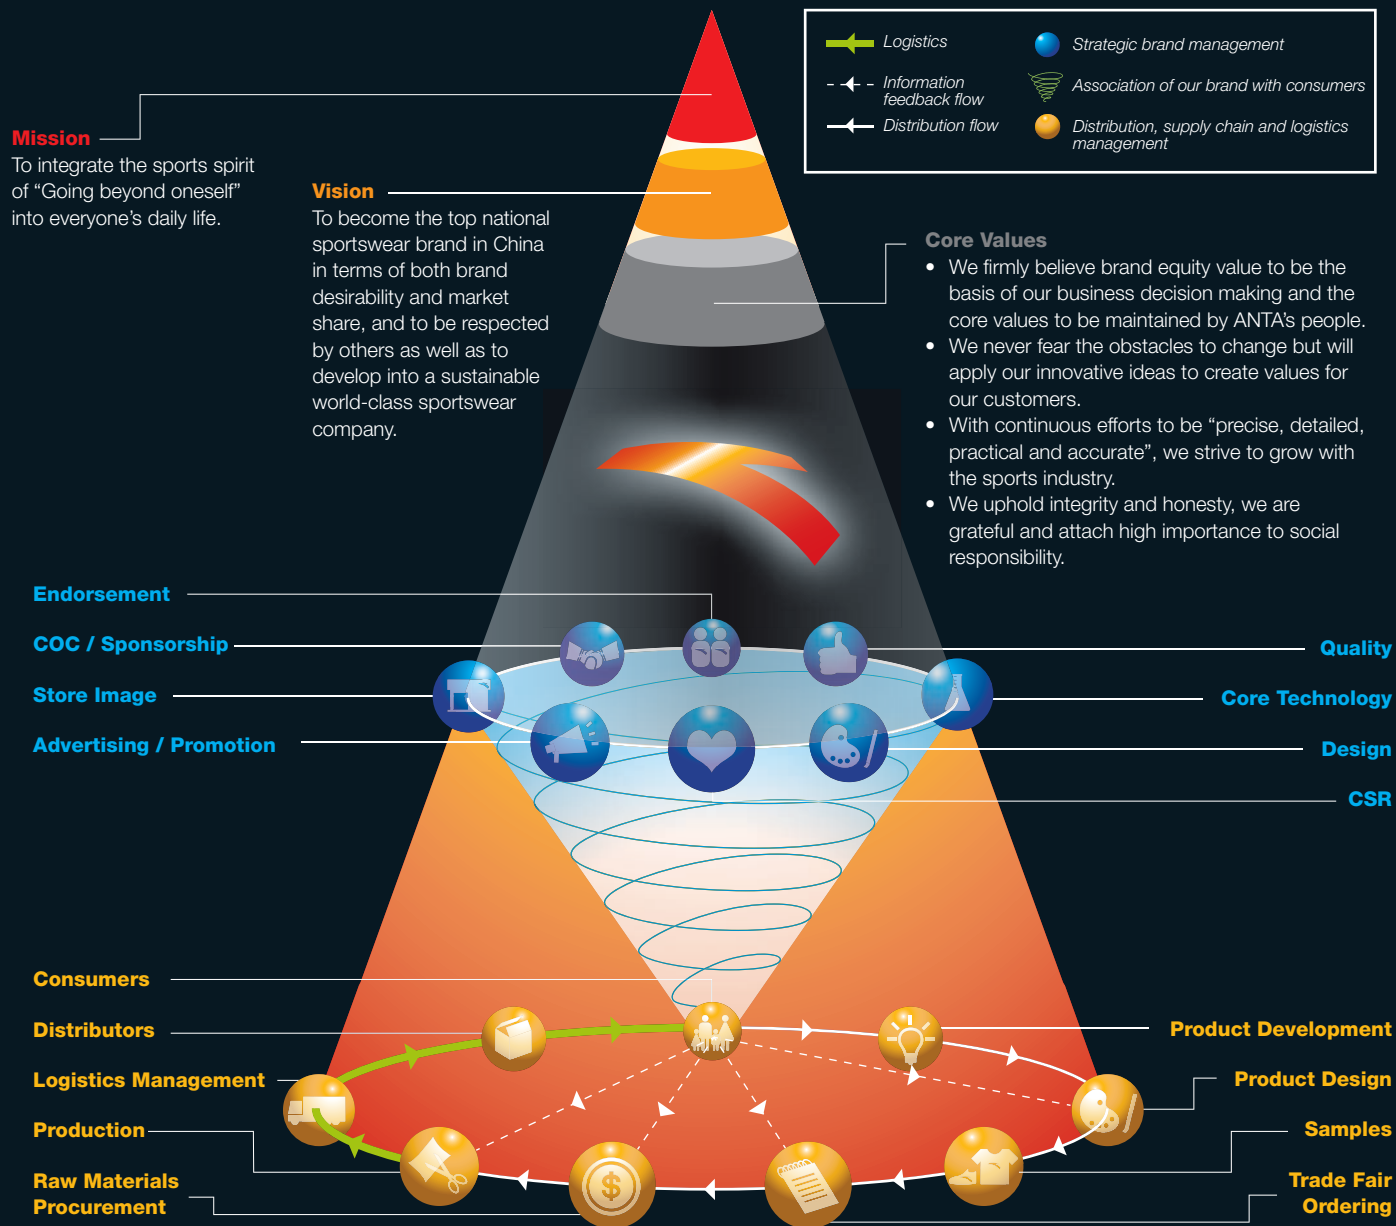 Logistics
Information
feedback flow
Distribution flow
Strategic brand management
Association of our brand with consumers
Distribution, supply chain and logistics
management
Mission
To integrate the sports spirit
of “Going beyond oneself”
into everyone’s daily life.
Vision
To become the top national
sportswear brand in China
in terms of both brand
desirability and market
share, and to be respected
by others as well as to
develop into a sustainable
world-class sportswear
company.
Core Values
• We firmly believe brand equity value to be the
basis of our business decision making and the
core values to be maintained by ANTA’s people.
• We never fear the obstacles to change but will
apply our innovative ideas to create values for
our customers.
• With continuous efforts to be “precise, detailed,
practical and accurate”, we strive to grow with
the sports industry.
• We uphold integrity and honesty, we are
grateful and attach high importance to social
responsibility.
Endorsement
COC / Sponsorship
Store Image
Advertising / Promotion
Quality
Core Technology
Design
CSR
Consumers
Distributors
Logistics Management
Production
Raw Materials
Procurement
$
Product Development
Product Design
Samples
Trade Fair
Ordering